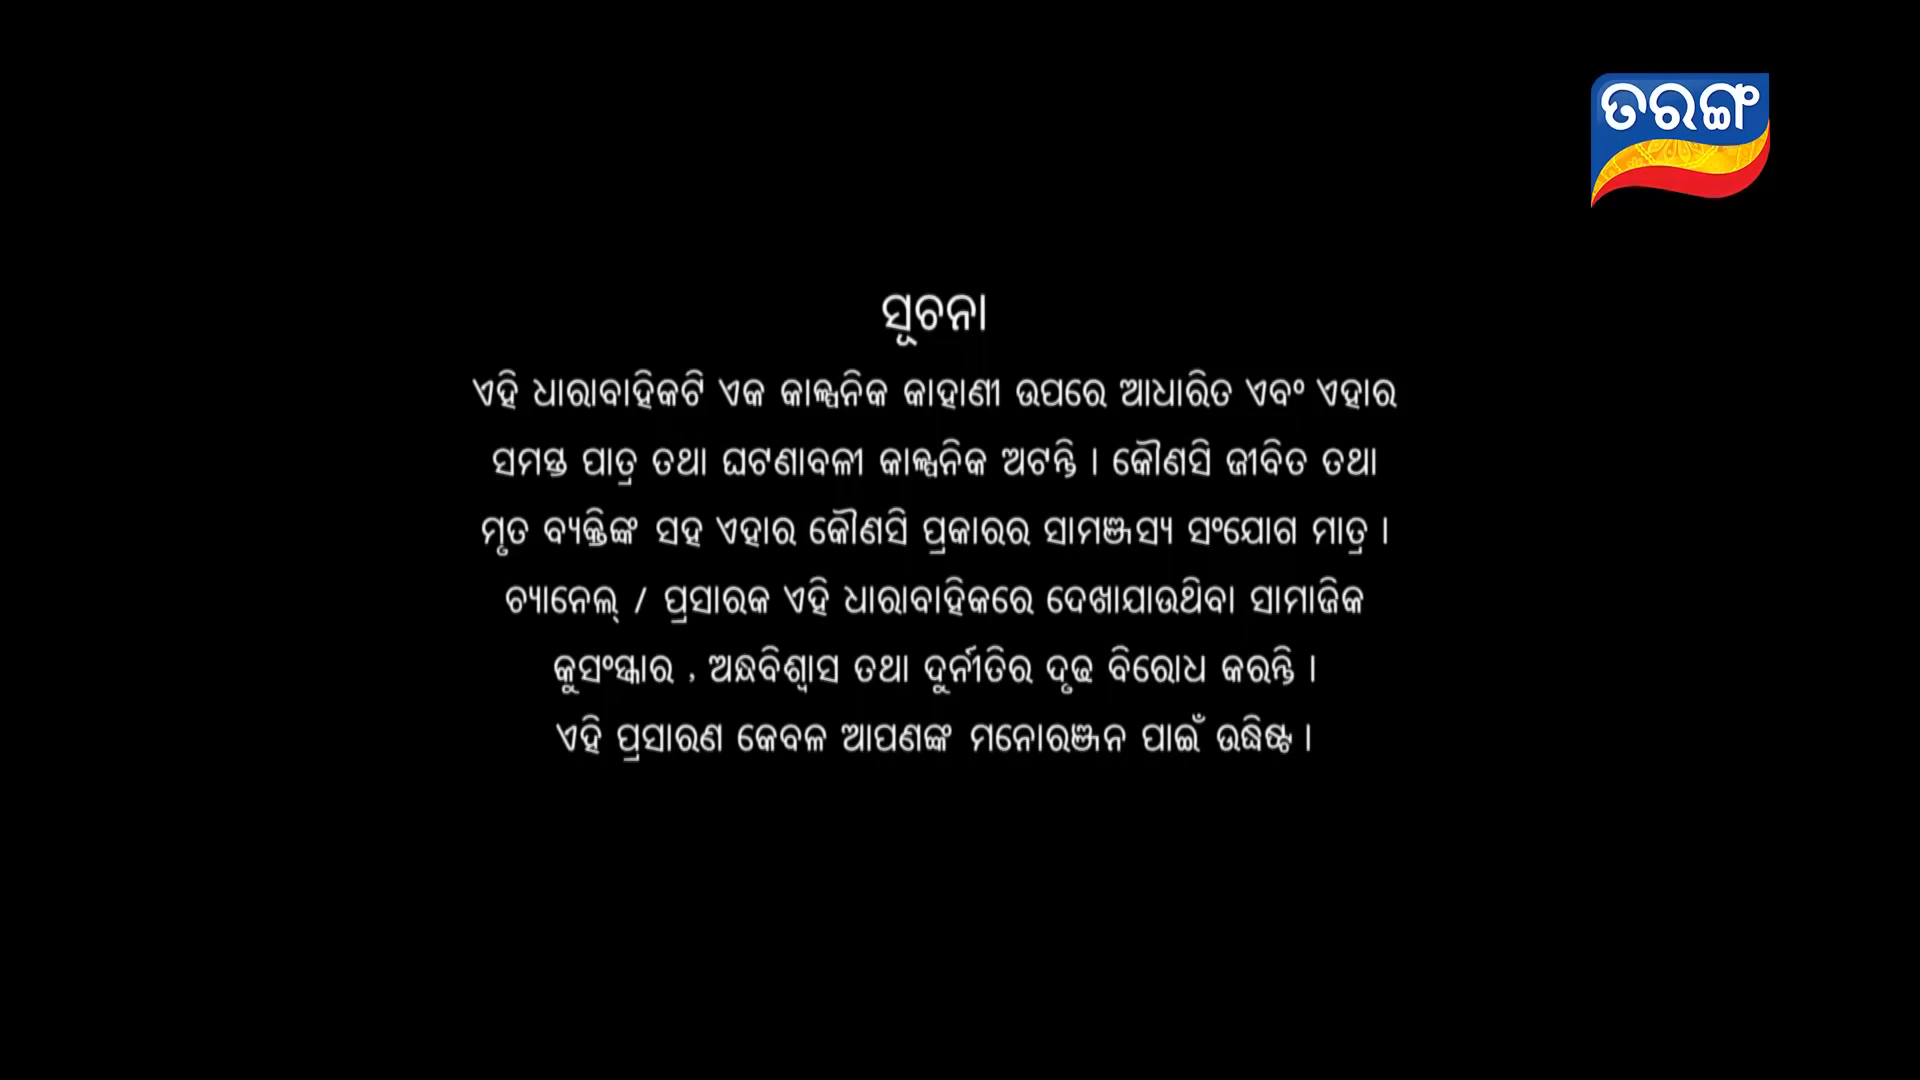 ତରଙ୍ଗ
ସୂଚନା
ଏହି ଧାରାବାହିକଟି ଏକ କାଳ୍ପନିକ କାହାଣୀ ଉପରେ ଆଧାରିତ ଏବଂ ଏହାର
ସମସ୍ତ ପାତ୍ର ତଥା ଘଟଣାବଳୀ କାଳ୍ପନିକ ଅଟନ୍ତି । କୌଣସି ଜୀବିତ ତଥା
ମୃତ ବ୍ୟକ୍ତିଙ୍କ ସହ ଏହାର କୌଣସି ପ୍ରକାରର ସାମଞ୍ଜସ୍ୟ ସଂଯୋଗ ମାତ୍ର ।
ଚ୍ୟାନେଲ୍ / ପ୍ରସାରକ ଏହି ଧାରାବାହିକରେ ଦେଖାଯାଉଥିବା ସାମାଜିକ
କୁସଂସ୍କାର , ଅନ୍ଧବିଶ୍ୱାସ ତଥା ଦୁର୍ନୀତିର ଦୃଢ ବିରୋଧ କରନ୍ତି ।
ଏହି ପ୍ରସାରଣ କେବଳ ଆପଣଙ୍କ ମନୋରଞ୍ଜନ ପାଇଁ ଉଦ୍ଧିଷ୍ଟ ।